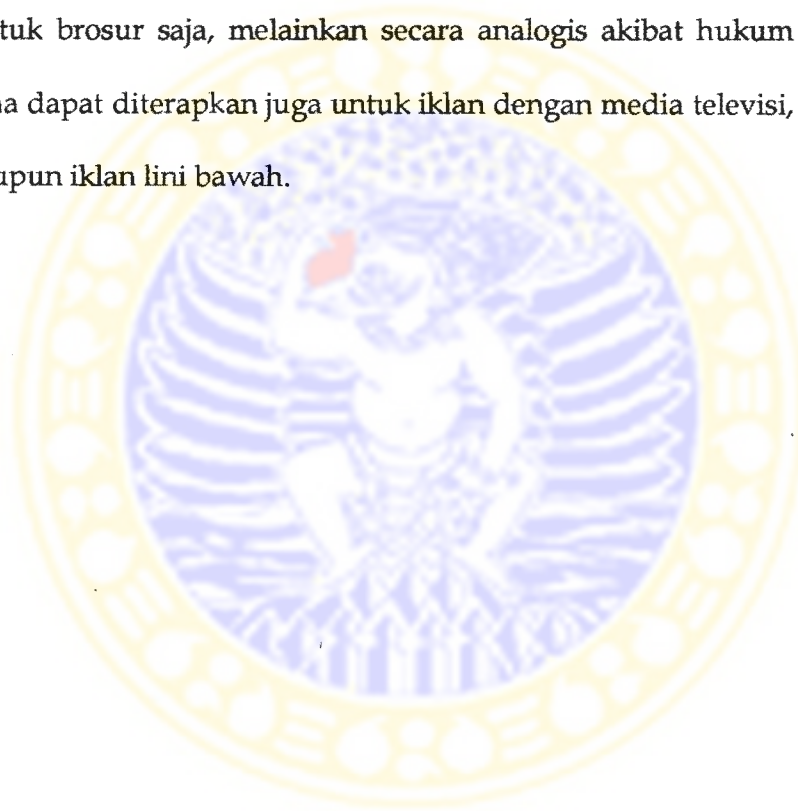 tuk brosur saja, melainkan secara analogis akibat hukum
a dapat diterapkan juga untuk iklan dengan media televisi,
upun iklan lini bawah.